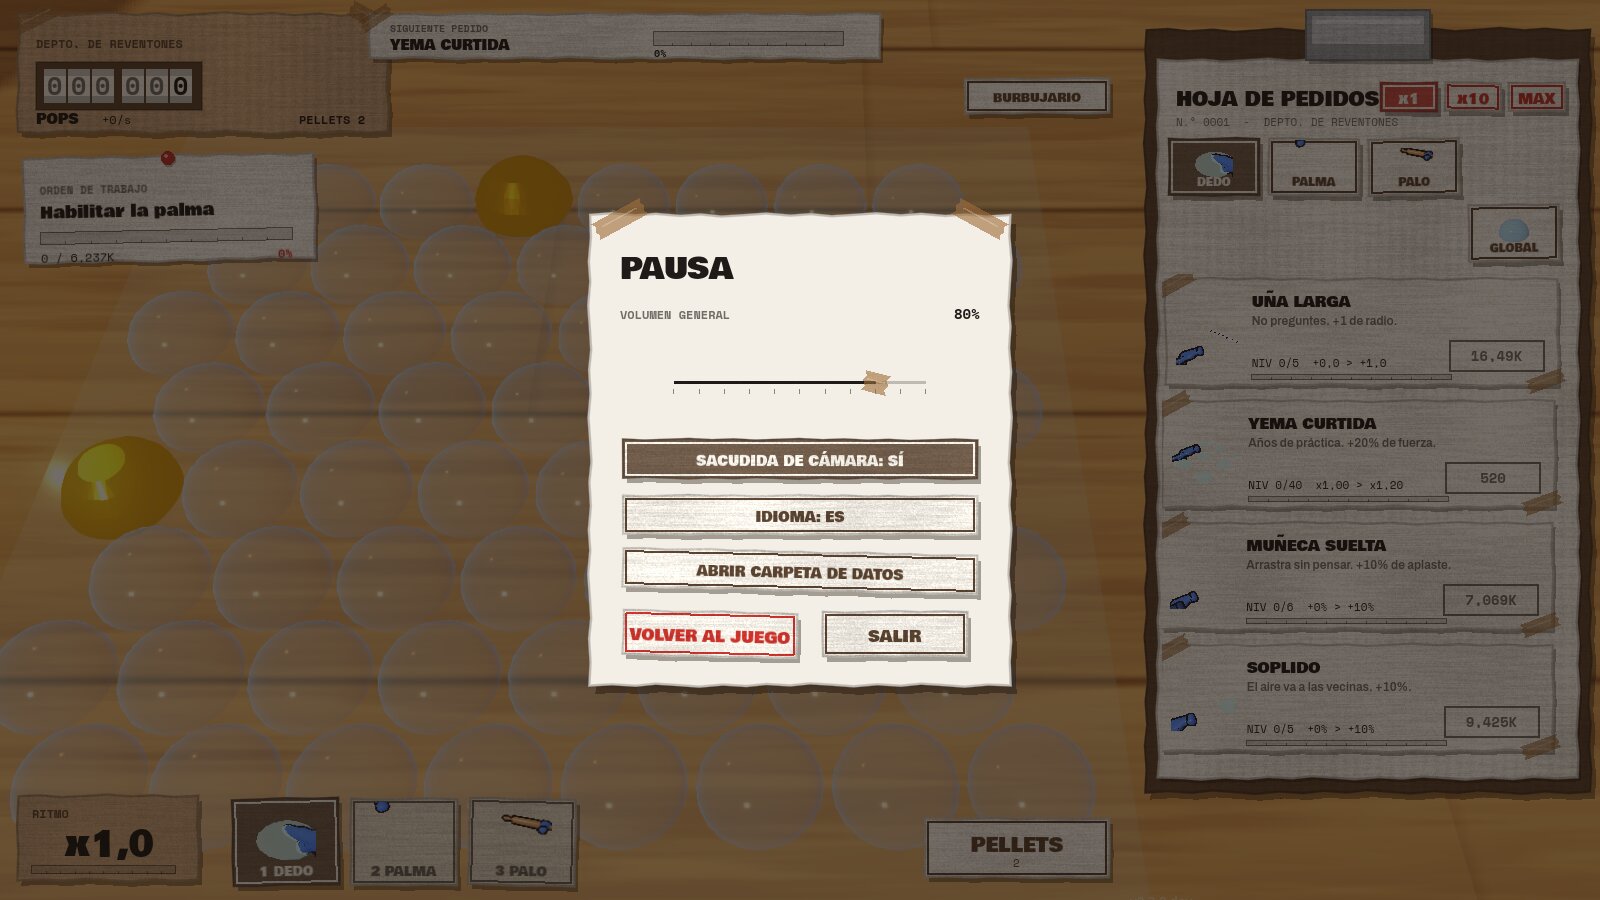 DEPTO. DE REVENTONES
000 000
POPS +0/s PELLETS 2
SIGUIENTE PEDIDO
YEMA CURTIDA
0%
BURBUJARIO
ORDEN DE TRABAJO
Habilitar la palma
0 / 6,237K 0%
HOJA DE PEDIDOS x1 x10 MAX
N.° 0001 - DEPTO. DE REVENTONES
DEDO PALMA PALO
GLOBAL
UÑA LARGA
No preguntes. +1 de radio.
NIV 0/5 +0,0 > +1,0
16,49K
YEMA CURTIDA
Años de práctica. +20% de fuerza.
NIV 0/40 x1,00 > x1,20
520
MUÑECA SUELTA
Arrastra sin pensar. +10% de aplaste.
NIV 0/6 +0% > +10%
7,069K
SOPLIDO
El aire va a las vecinas. +10%.
NIV 0/5 +0% > +10%
9,425K
PAUSA
VOLUMEN GENERAL 80%
SACUDIDA DE CÁMARA: SÍ
IDIOMA: ES
ABRIR CARPETA DE DATOS
VOLVER AL JUEGO SALIR
RITMO
x1,0
1 DEDO 2 PALMA 3 PALO
PELLETS
2